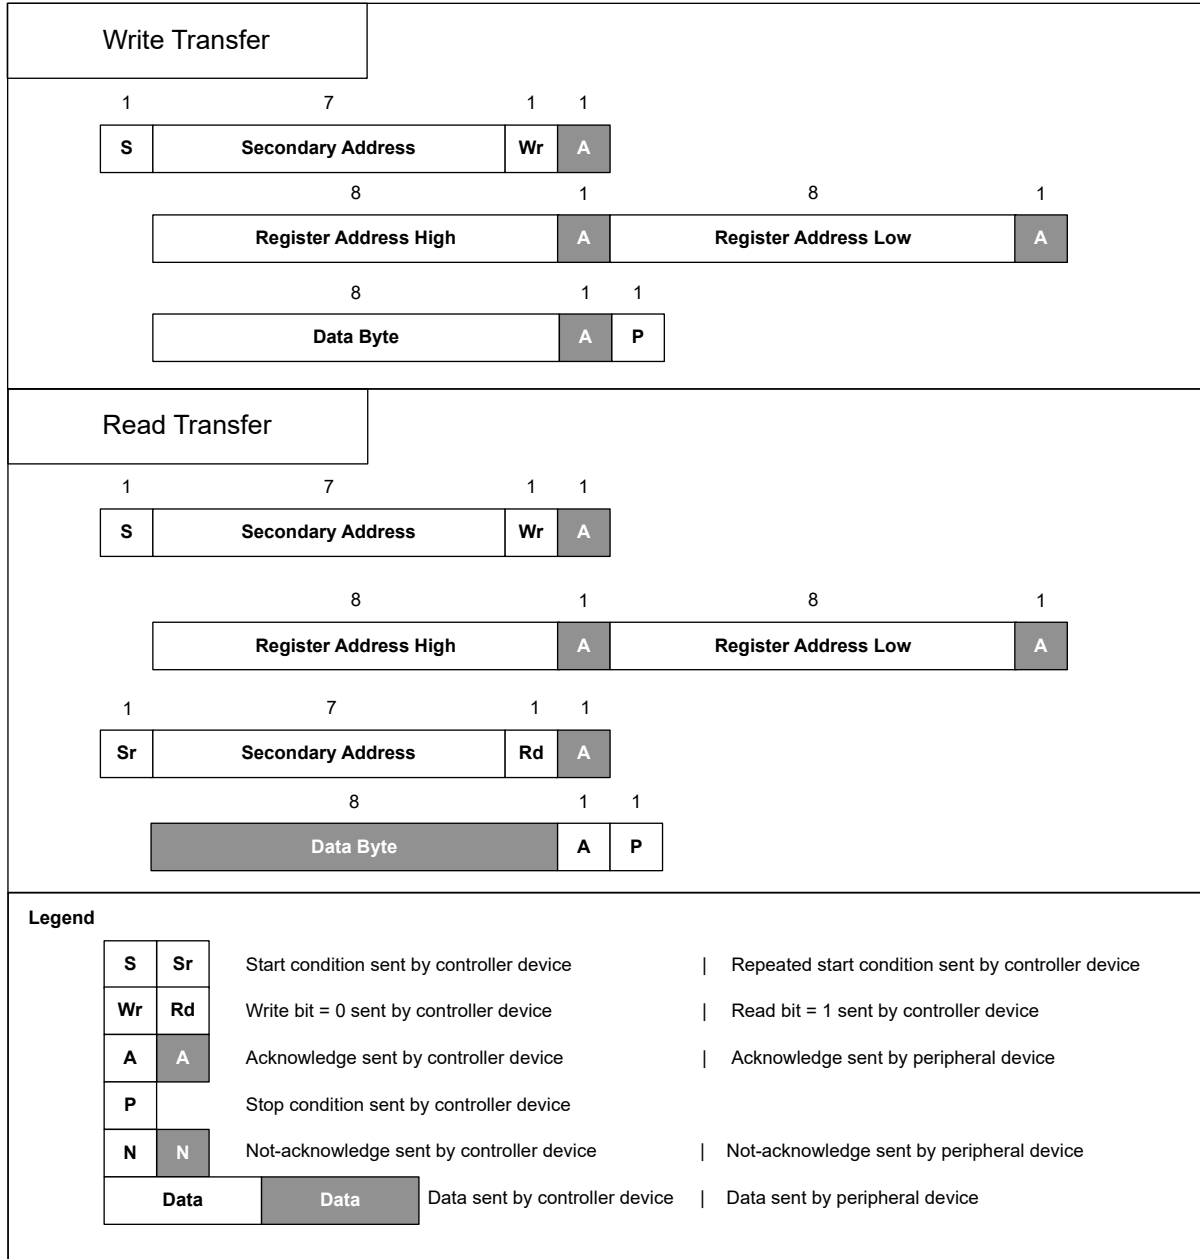 Write Transfer
1 7 1 1
S Secondary Address Wr A
8 1 8 1
Register Address High A Register Address Low A
8 1 1
Data Byte A P
Read Transfer
1 7 1 1
S Secondary Address Wr A
8 1 8 1
Register Address High A Register Address Low A
1 7 1 1
Sr Secondary Address Rd A
8 1 1
Data Byte A P
Legend
S Sr Start condition sent by controller device | Repeated start condition sent by controller device
Wr Rd Write bit = 0 sent by controller device | Read bit = 1 sent by controller device
A A Acknowledge sent by controller device | Acknowledge sent by peripheral device
P Stop condition sent by controller device
N N Not-acknowledge sent by controller device | Not-acknowledge sent by peripheral device
Data Data Data sent by controller device | Data sent by peripheral device